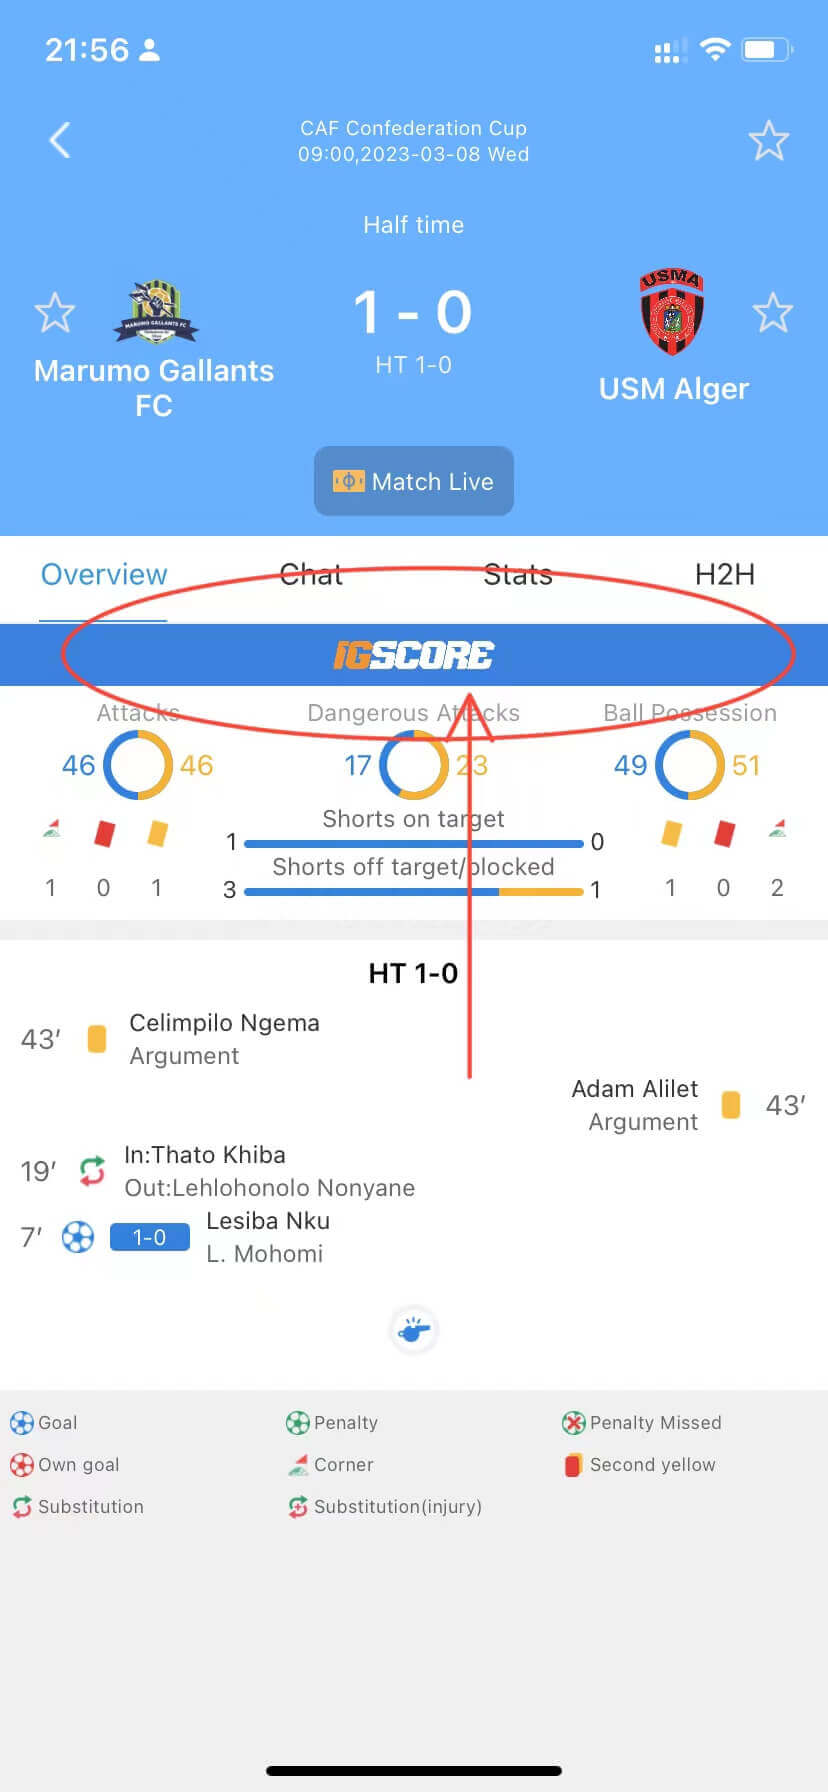 21:56
CAF Confederation Cup
09:00,2023-03-08 Wed
Half time
MARUMO GALLANTS FC
USMA
1 - 0
HT 1-0
Marumo Gallants
FC
USM Alger
Match Live
Overview Chat Stats H2H
iGSCORE
Attacks Dangerous Attacks Ball Possession
46 46 17 23 49 51
Shorts on target
1 0
Shorts off target/blocked
1 0 1 3 1 1 0 2
HT 1-0
43′ Celimpilo Ngema
Argument
Adam Alilet 43′
Argument
19′ In:Thato Khiba
Out:Lehlohonolo Nonyane
7′ 1-0 Lesiba Nku
L. Mohomi
Goal Penalty Penalty Missed
Own goal Corner Second yellow
Substitution Substitution(injury)